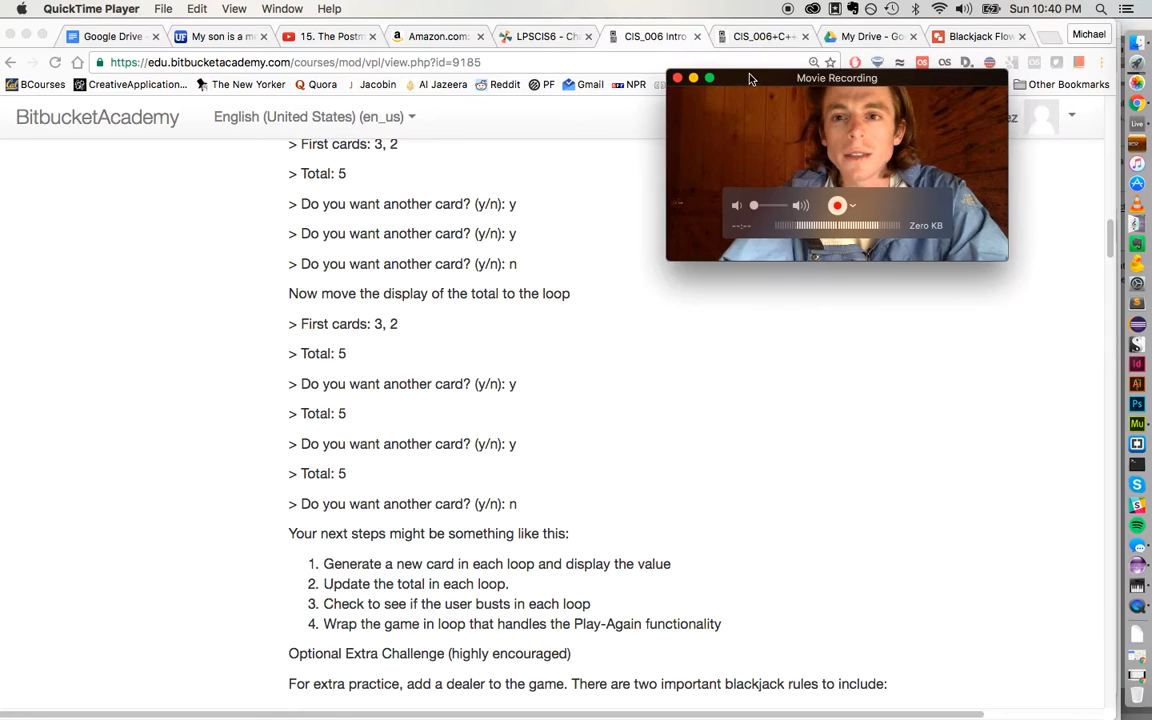 QuickTime Player File Edit View Window Help Sun 10:40 PM
Google Drive - My son is a m 15. The Postm Amazon.com: LPSCIS6 - Ch CIS_006 Intro CIS_006+C++ My Drive - Go Blackjack Flow Michael
https://edu.bitbucketacademy.com/courses/mod/vpl/view.php?id=9185
BCourses CreativeApplication... The New Yorker Quora Jacobin Al Jazeera Reddit PF Gmail NPR Other Bookmarks
Movie Recording
BitbucketAcademy English (United States) (en_us) ez
--:-- Zero KB
> First cards: 3, 2
> Total: 5
> Do you want another card? (y/n): y
> Do you want another card? (y/n): y
> Do you want another card? (y/n): n
Now move the display of the total to the loop
> First cards: 3, 2
> Total: 5
> Do you want another card? (y/n): y
> Total: 5
> Do you want another card? (y/n): y
> Total: 5
> Do you want another card? (y/n): n
Your next steps might be something like this:
1. Generate a new card in each loop and display the value
2. Update the total in each loop.
3. Check to see if the user busts in each loop
4. Wrap the game in loop that handles the Play-Again functionality
Optional Extra Challenge (highly encouraged)
For extra practice, add a dealer to the game. There are two important blackjack rules to include:
Live
Id
Ai
Ps
Mu